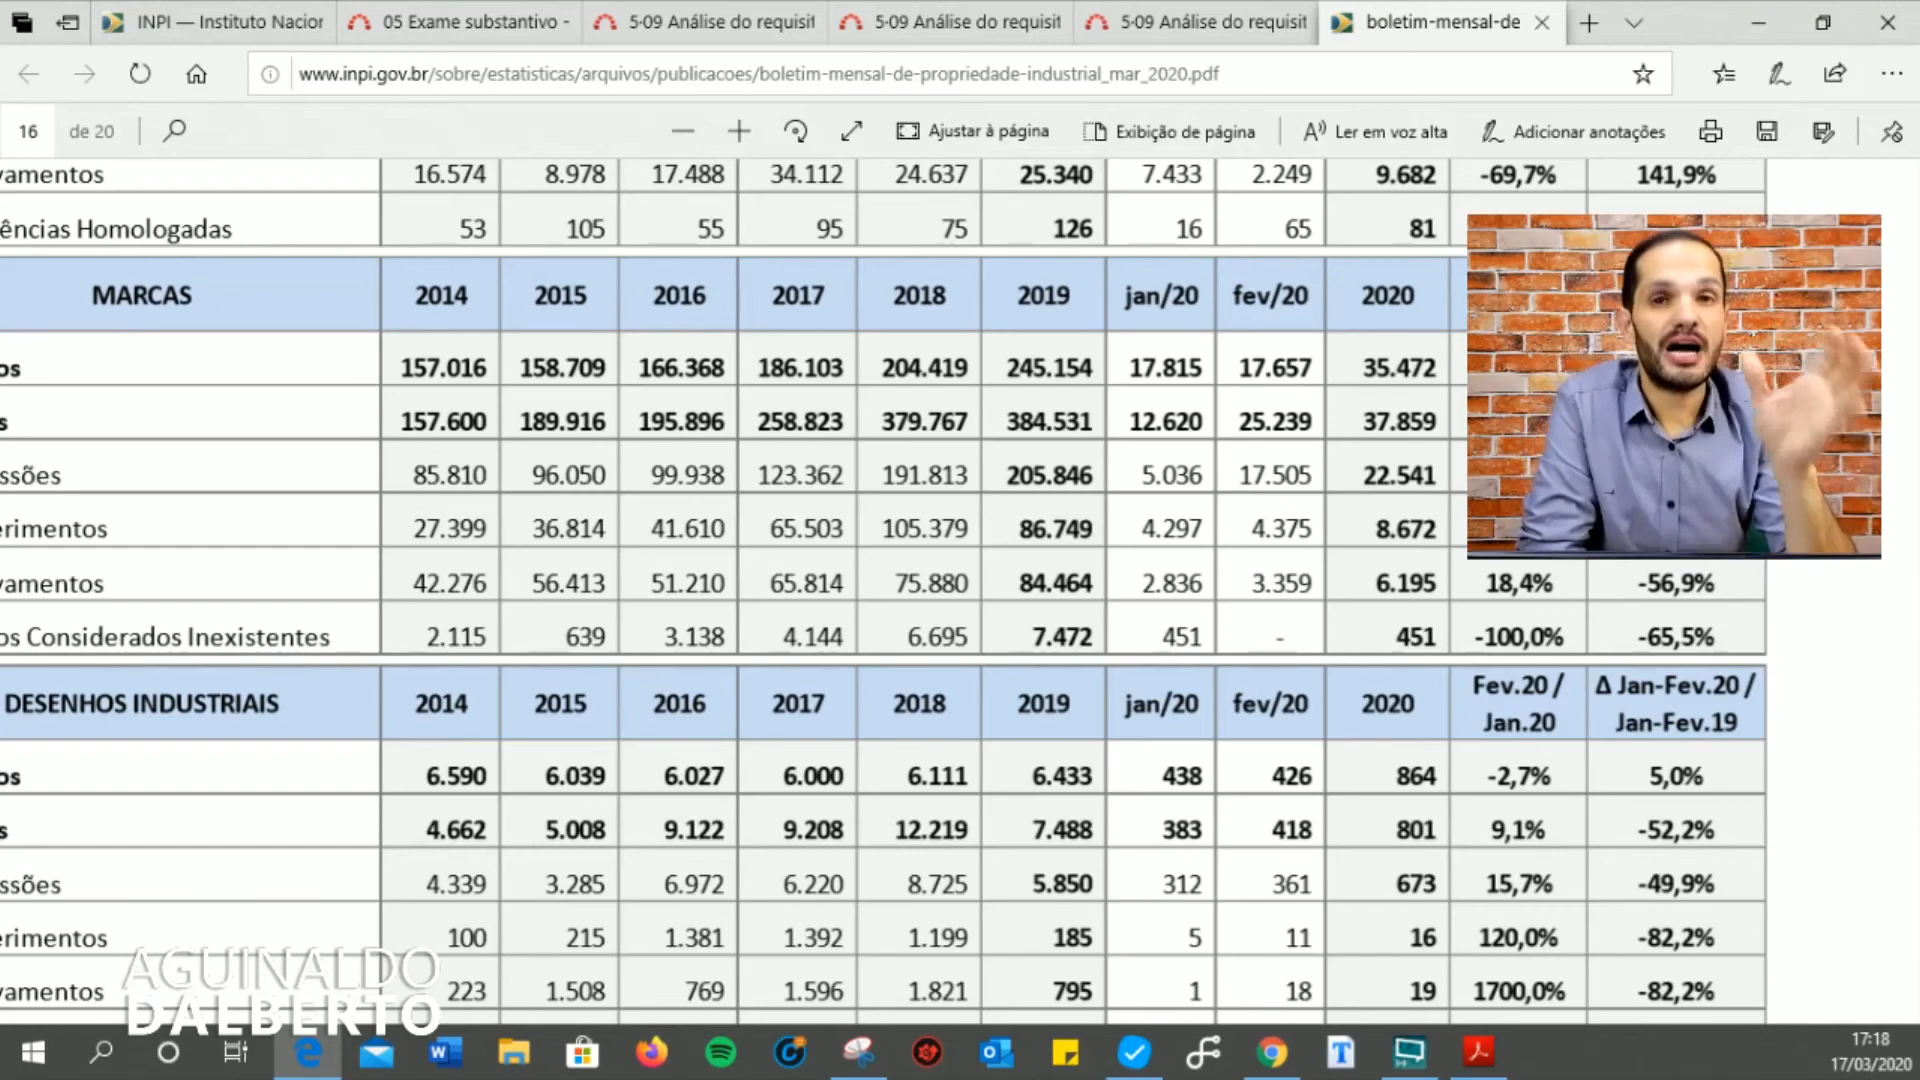 INPI — Instituto Nacior
05 Exame substantivo -
5·09 Análise do requisit
5·09 Análise do requisit
5·09 Análise do requisit
boletim-mensal-de
www.inpi.gov.br/sobre/estatisticas/arquivos/publicacoes/boletim-mensal-de-propriedade-industrial_mar_2020.pdf
16 de 20 Ajustar à página Exibição de página Ler em voz alta Adicionar anotações
vamentos 16.574 8.978 17.488 34.112 24.637 25.340 7.433 2.249 9.682 -69,7% 141,9%
ências Homologadas 53 105 55 95 75 126 16 65 81
MARCAS 2014 2015 2016 2017 2018 2019 jan/20 fev/20 2020
os 157.016 158.709 166.368 186.103 204.419 245.154 17.815 17.657 35.472
s 157.600 189.916 195.896 258.823 379.767 384.531 12.620 25.239 37.859
ssões 85.810 96.050 99.938 123.362 191.813 205.846 5.036 17.505 22.541
erimentos 27.399 36.814 41.610 65.503 105.379 86.749 4.297 4.375 8.672
vamentos 42.276 56.413 51.210 65.814 75.880 84.464 2.836 3.359 6.195 18,4% -56,9%
os Considerados Inexistentes 2.115 639 3.138 4.144 6.695 7.472 451 - 451 -100,0% -65,5%
DESENHOS INDUSTRIAIS 2014 2015 2016 2017 2018 2019 jan/20 fev/20 2020 Fev.20 / Jan.20 Δ Jan-Fev.20 / Jan-Fev.19
os 6.590 6.039 6.027 6.000 6.111 6.433 438 426 864 -2,7% 5,0%
s 4.662 5.008 9.122 9.208 12.219 7.488 383 418 801 9,1% -52,2%
ssões 4.339 3.285 6.972 6.220 8.725 5.850 312 361 673 15,7% -49,9%
erimentos 100 215 1.381 1.392 1.199 185 5 11 16 120,0% -82,2%
vamentos 223 1.508 769 1.596 1.821 795 1 18 19 1700,0% -82,2%
AGUINALDO
DALBERTO
17:18
17/03/2020